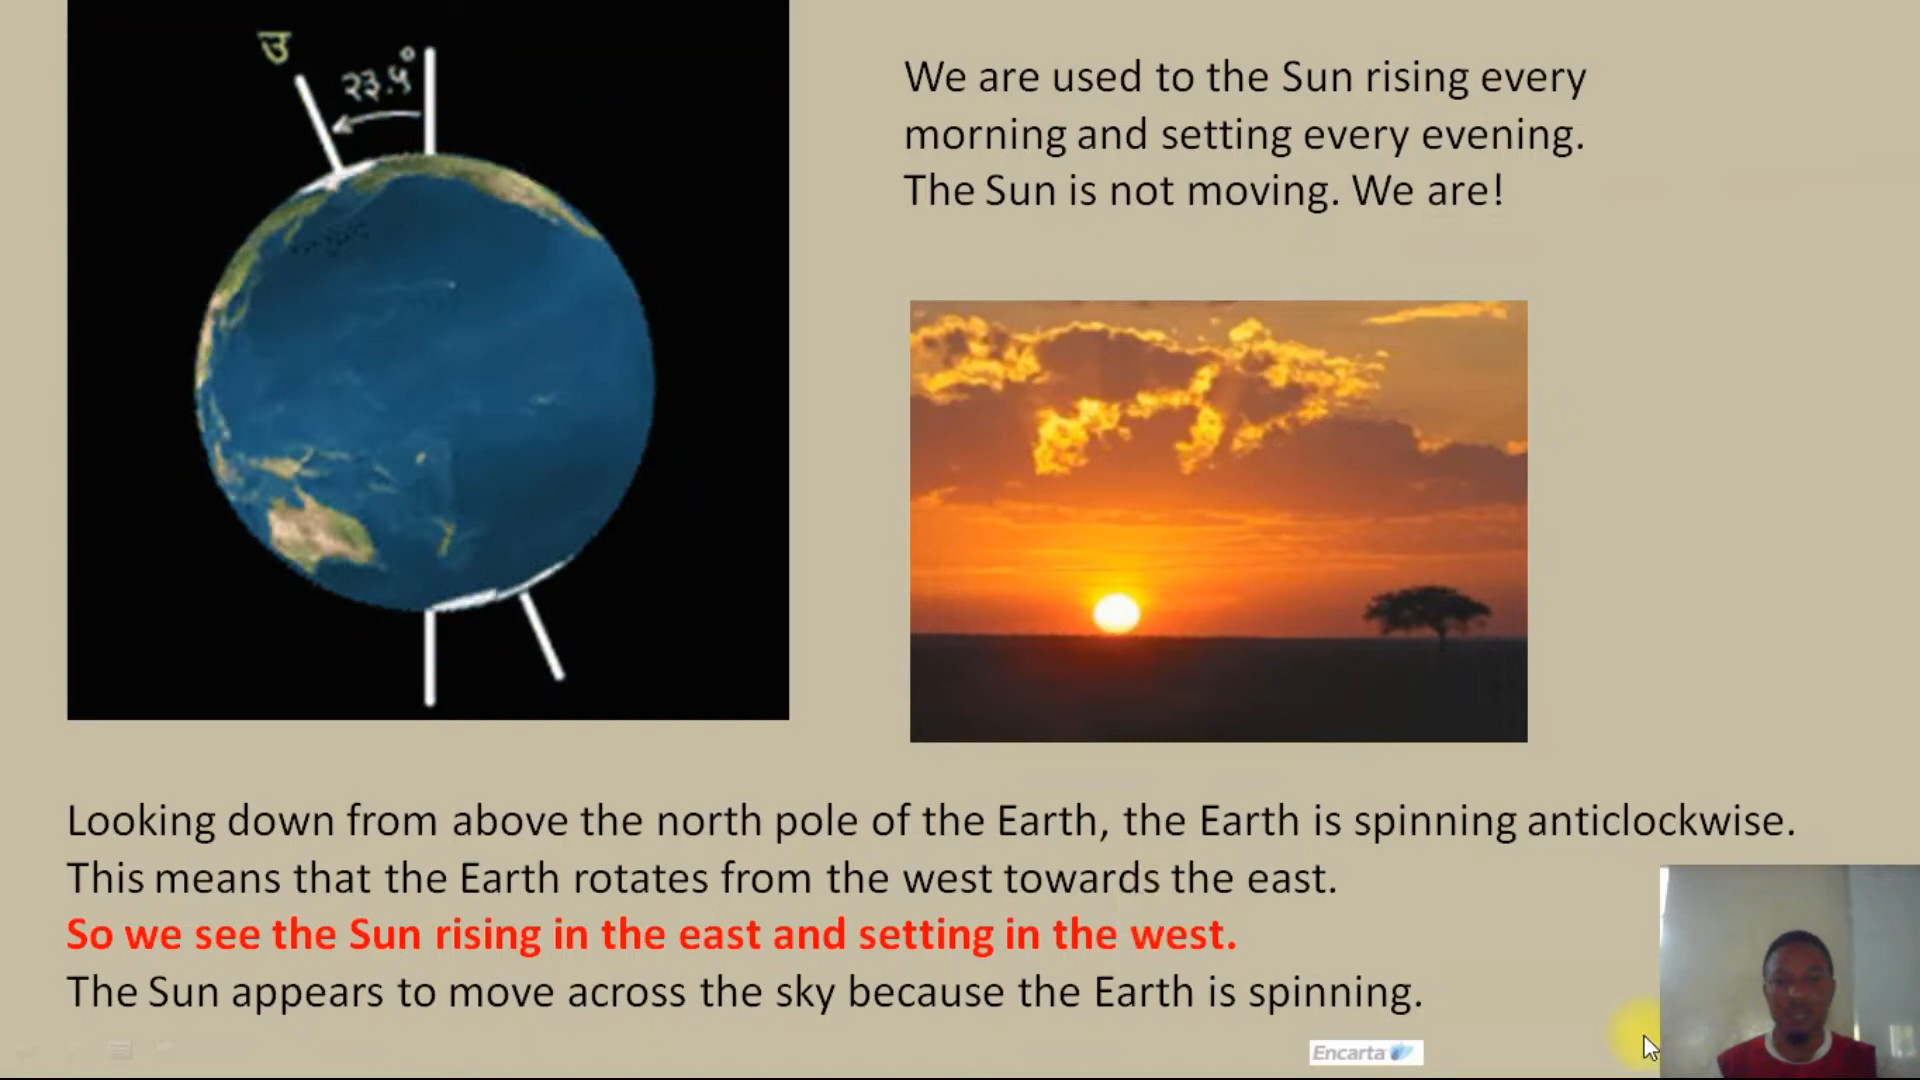 उ
२३.५°
We are used to the Sun rising every
morning and setting every evening.
The Sun is not moving. We are!
Looking down from above the north pole of the Earth, the Earth is spinning anticlockwise.
This means that the Earth rotates from the west towards the east.
So we see the Sun rising in the east and setting in the west.
The Sun appears to move across the sky because the Earth is spinning.
Encarta